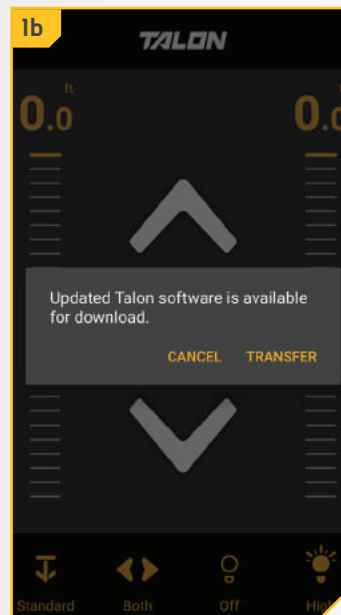 1b
TALON
ft
0.0
0.0
Updated Talon software is available
for download.
CANCEL TRANSFER
Standard Both Off High